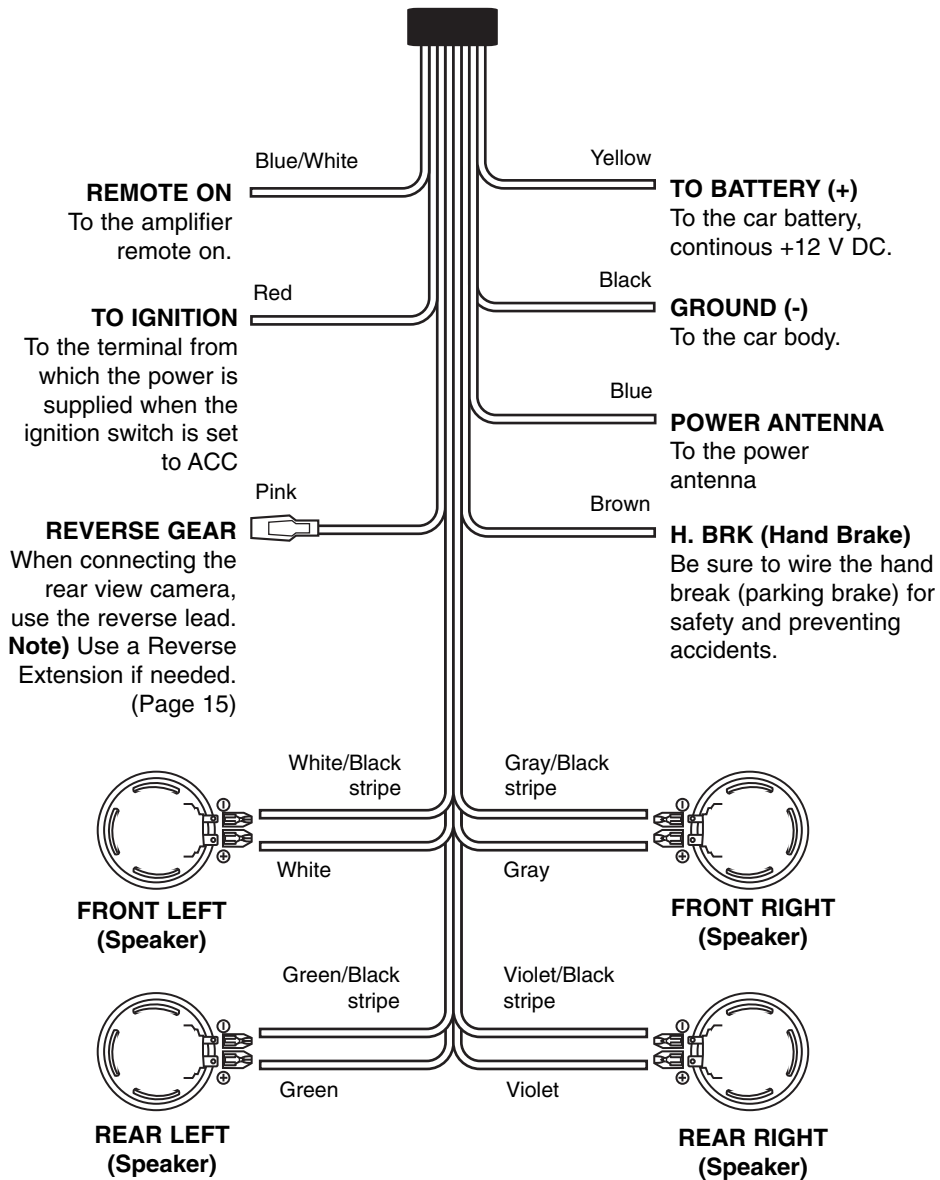 Blue/White
REMOTE ON
To the amplifier
remote on.
Red
TO IGNITION
To the terminal from
which the power is
supplied when the
ignition switch is set
to ACC
Pink
REVERSE GEAR
When connecting the
rear view camera,
use the reverse lead.
Note) Use a Reverse
Extension if needed.
(Page 15)
Yellow
TO BATTERY (+)
To the car battery,
continous +12 V DC.
Black
GROUND (-)
To the car body.
Blue
POWER ANTENNA
To the power
antenna
Brown
H. BRK (Hand Brake)
Be sure to wire the hand
break (parking brake) for
safety and preventing
accidents.
White/Black
stripe
White
FRONT LEFT
(Speaker)
Gray/Black
stripe
Gray
FRONT RIGHT
(Speaker)
Green/Black
stripe
Green
REAR LEFT
(Speaker)
Violet/Black
stripe
Violet
REAR RIGHT
(Speaker)